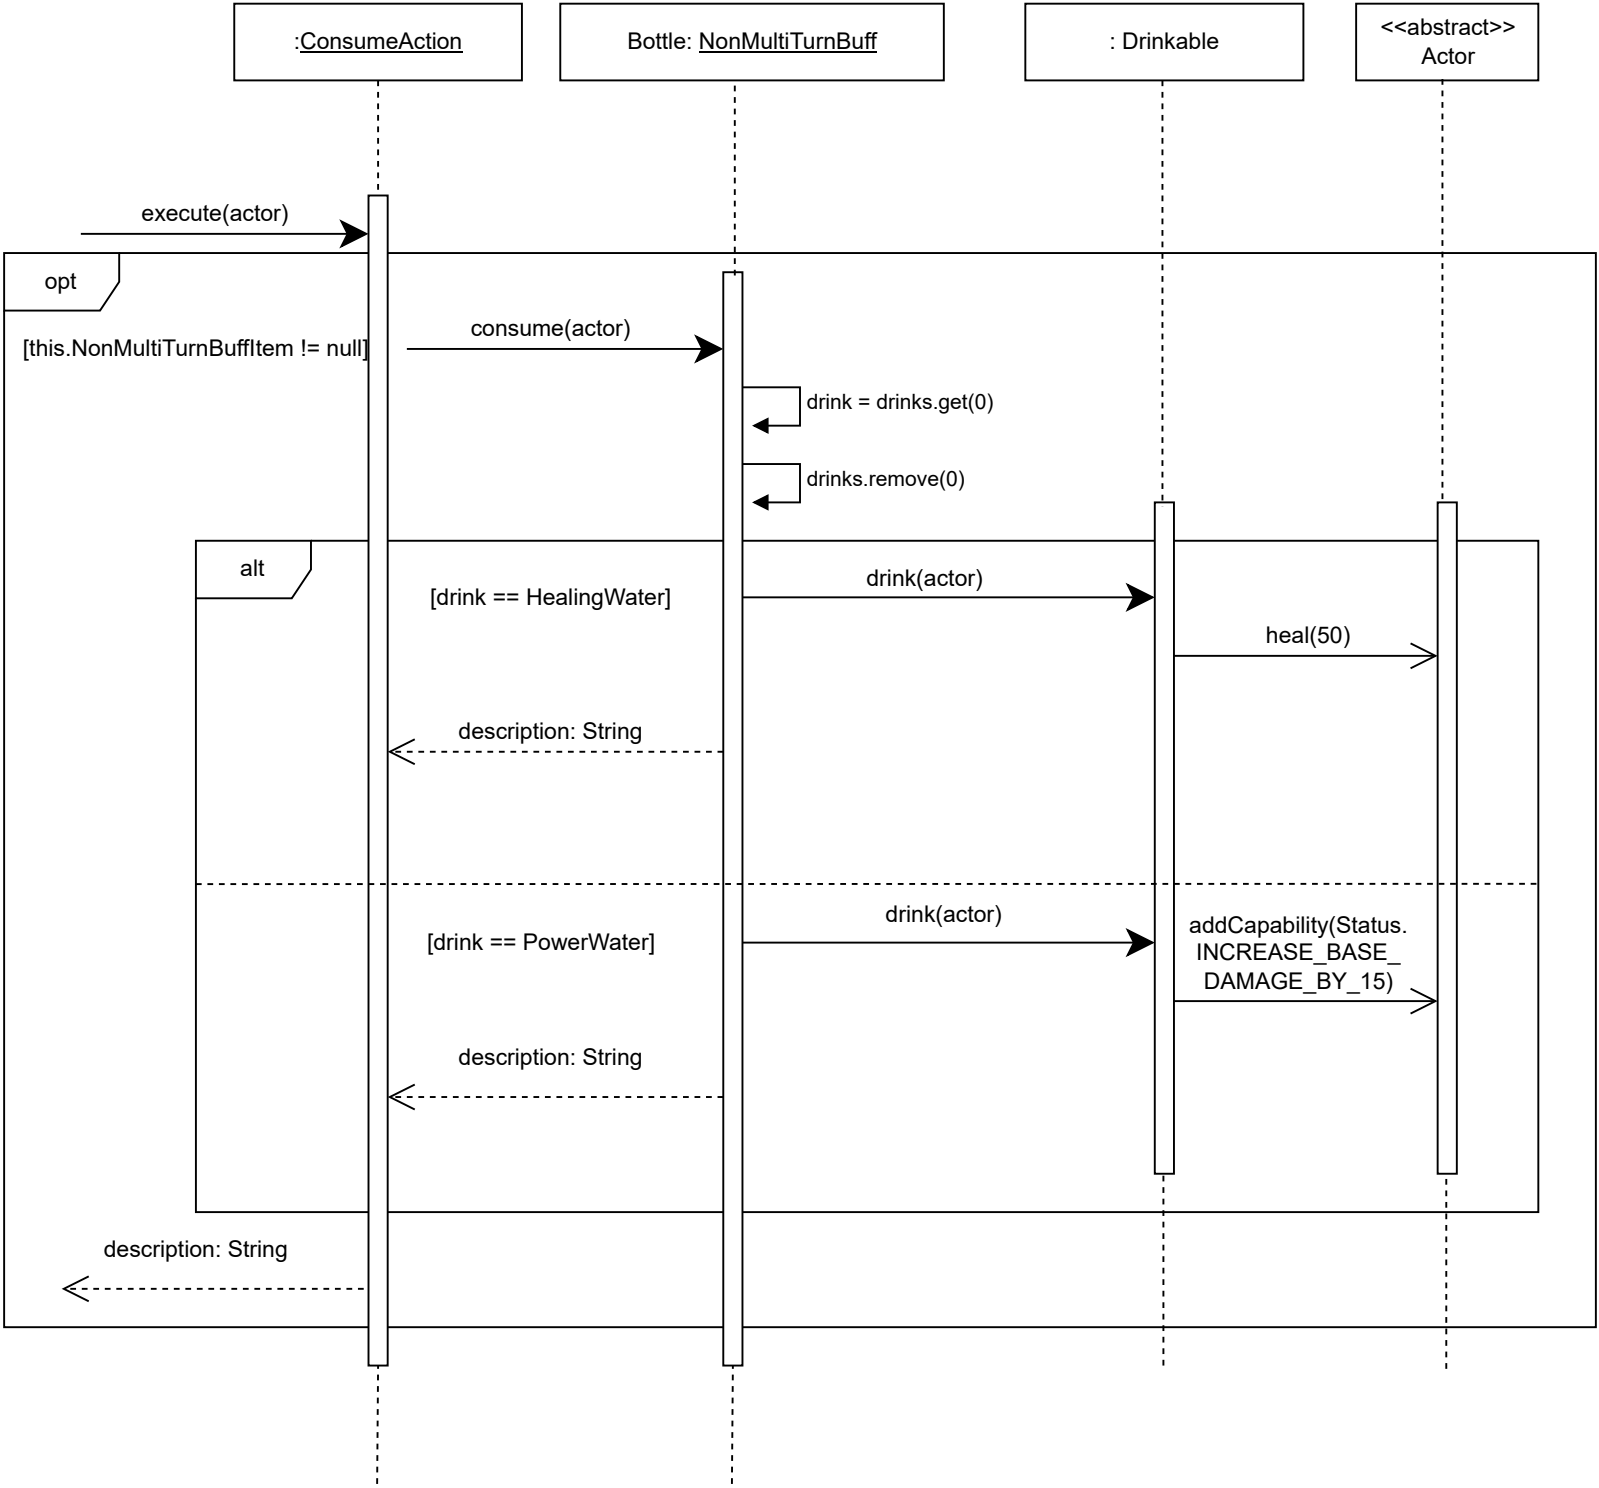 :ConsumeAction
Bottle: NonMultiTurnBuff
: Drinkable
<<abstract>>
Actor
execute(actor)
opt
[this.NonMultiTurnBuffItem != null]
consume(actor)
drink = drinks.get(0)
drinks.remove(0)
alt
[drink == HealingWater]
drink(actor)
heal(50)
description: String
[drink == PowerWater]
drink(actor)
addCapability(Status.
INCREASE_BASE_
DAMAGE_BY_15)
description: String
description: String